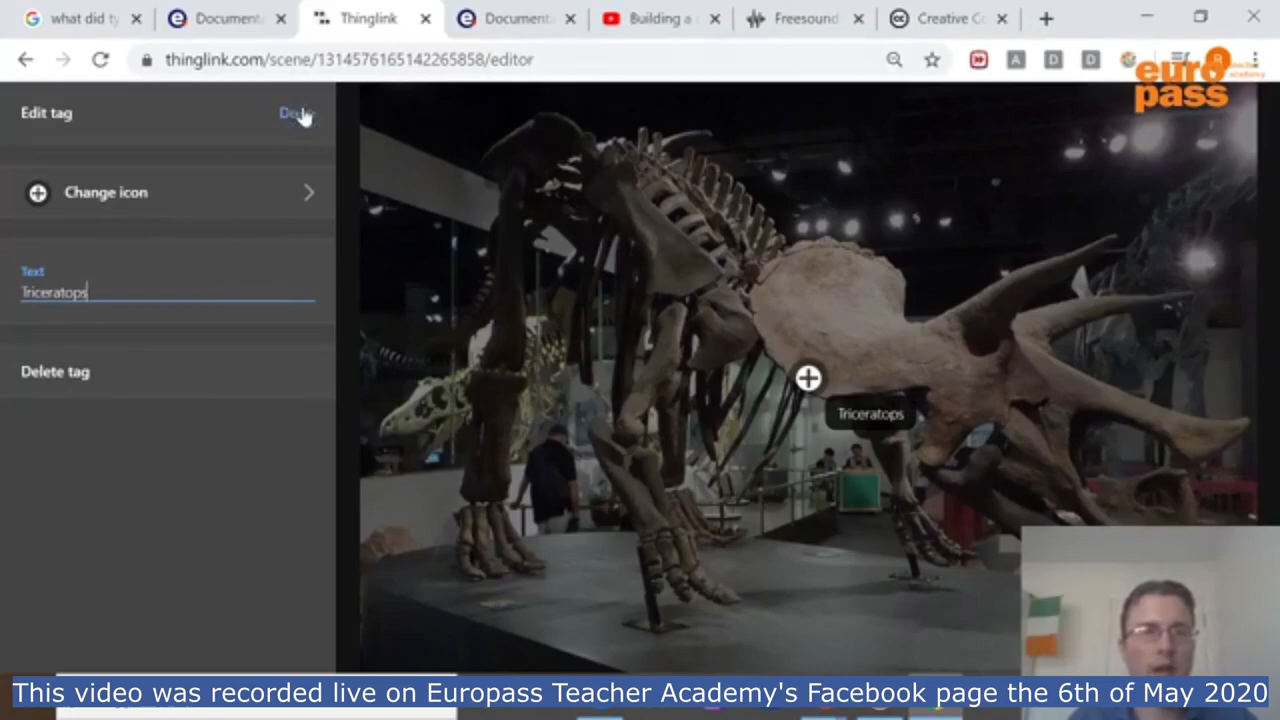 what did t
Document
Thinglink
Document
Building a
Freesound
Creative Co
thinglink.com/scene/1314576165142265858/editor
A
D
D
euro
pass
academy
Edit tag
Change icon
Text
Triceratops
Delete tag
Triceratops
This video was recorded live on Europass Teacher Academy's Facebook page the 6th of May 2020